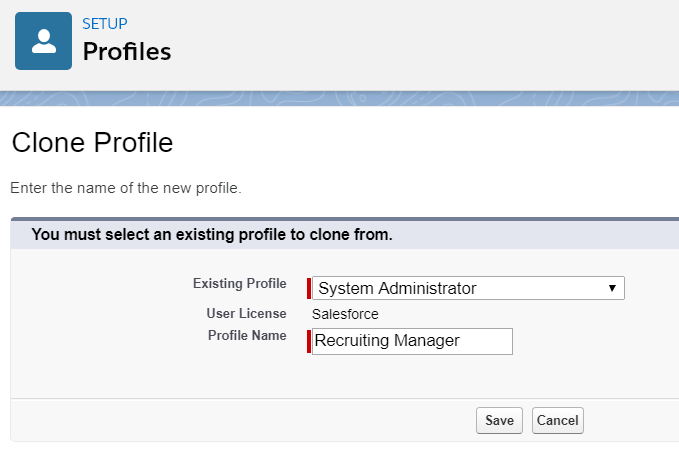 SETUP
Profiles
Clone Profile
Enter the name of the new profile.
You must select an existing profile to clone from.
Existing Profile System Administrator
User License Salesforce
Profile Name Recruiting Manager
Save Cancel